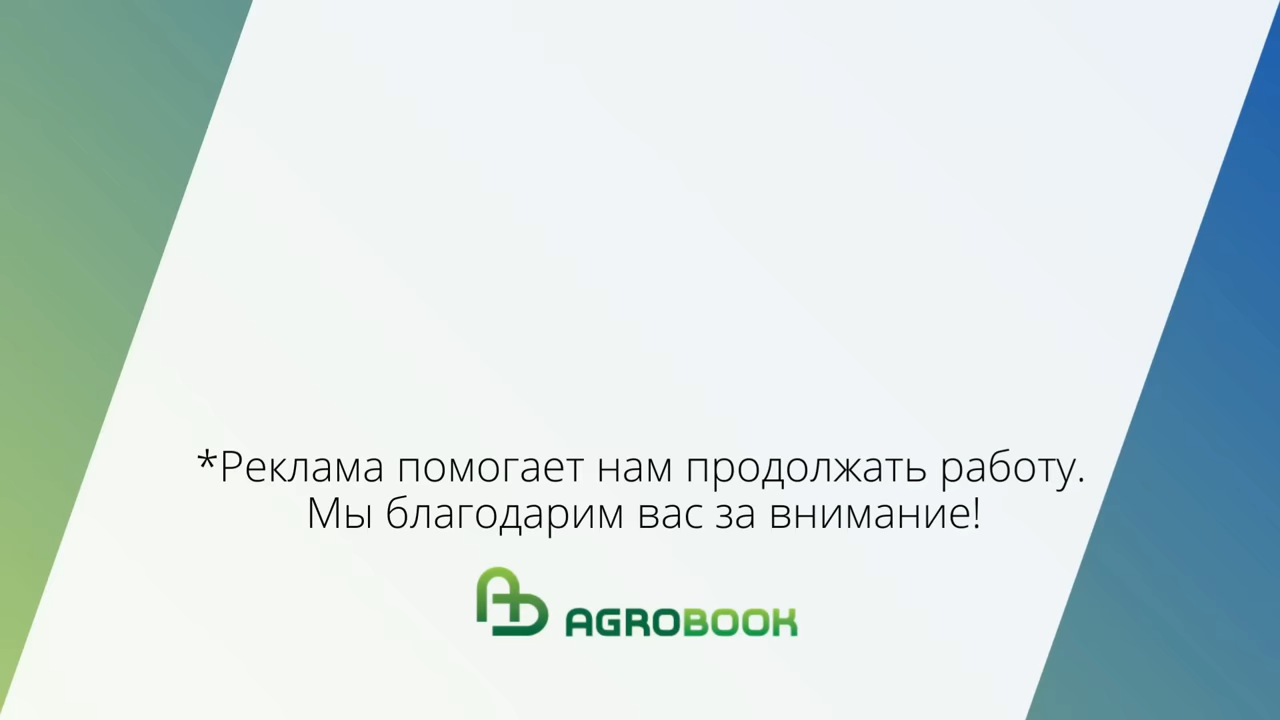 *Реклама помогает нам продолжать работу.
Мы благодарим вас за внимание!
AGROBOOK